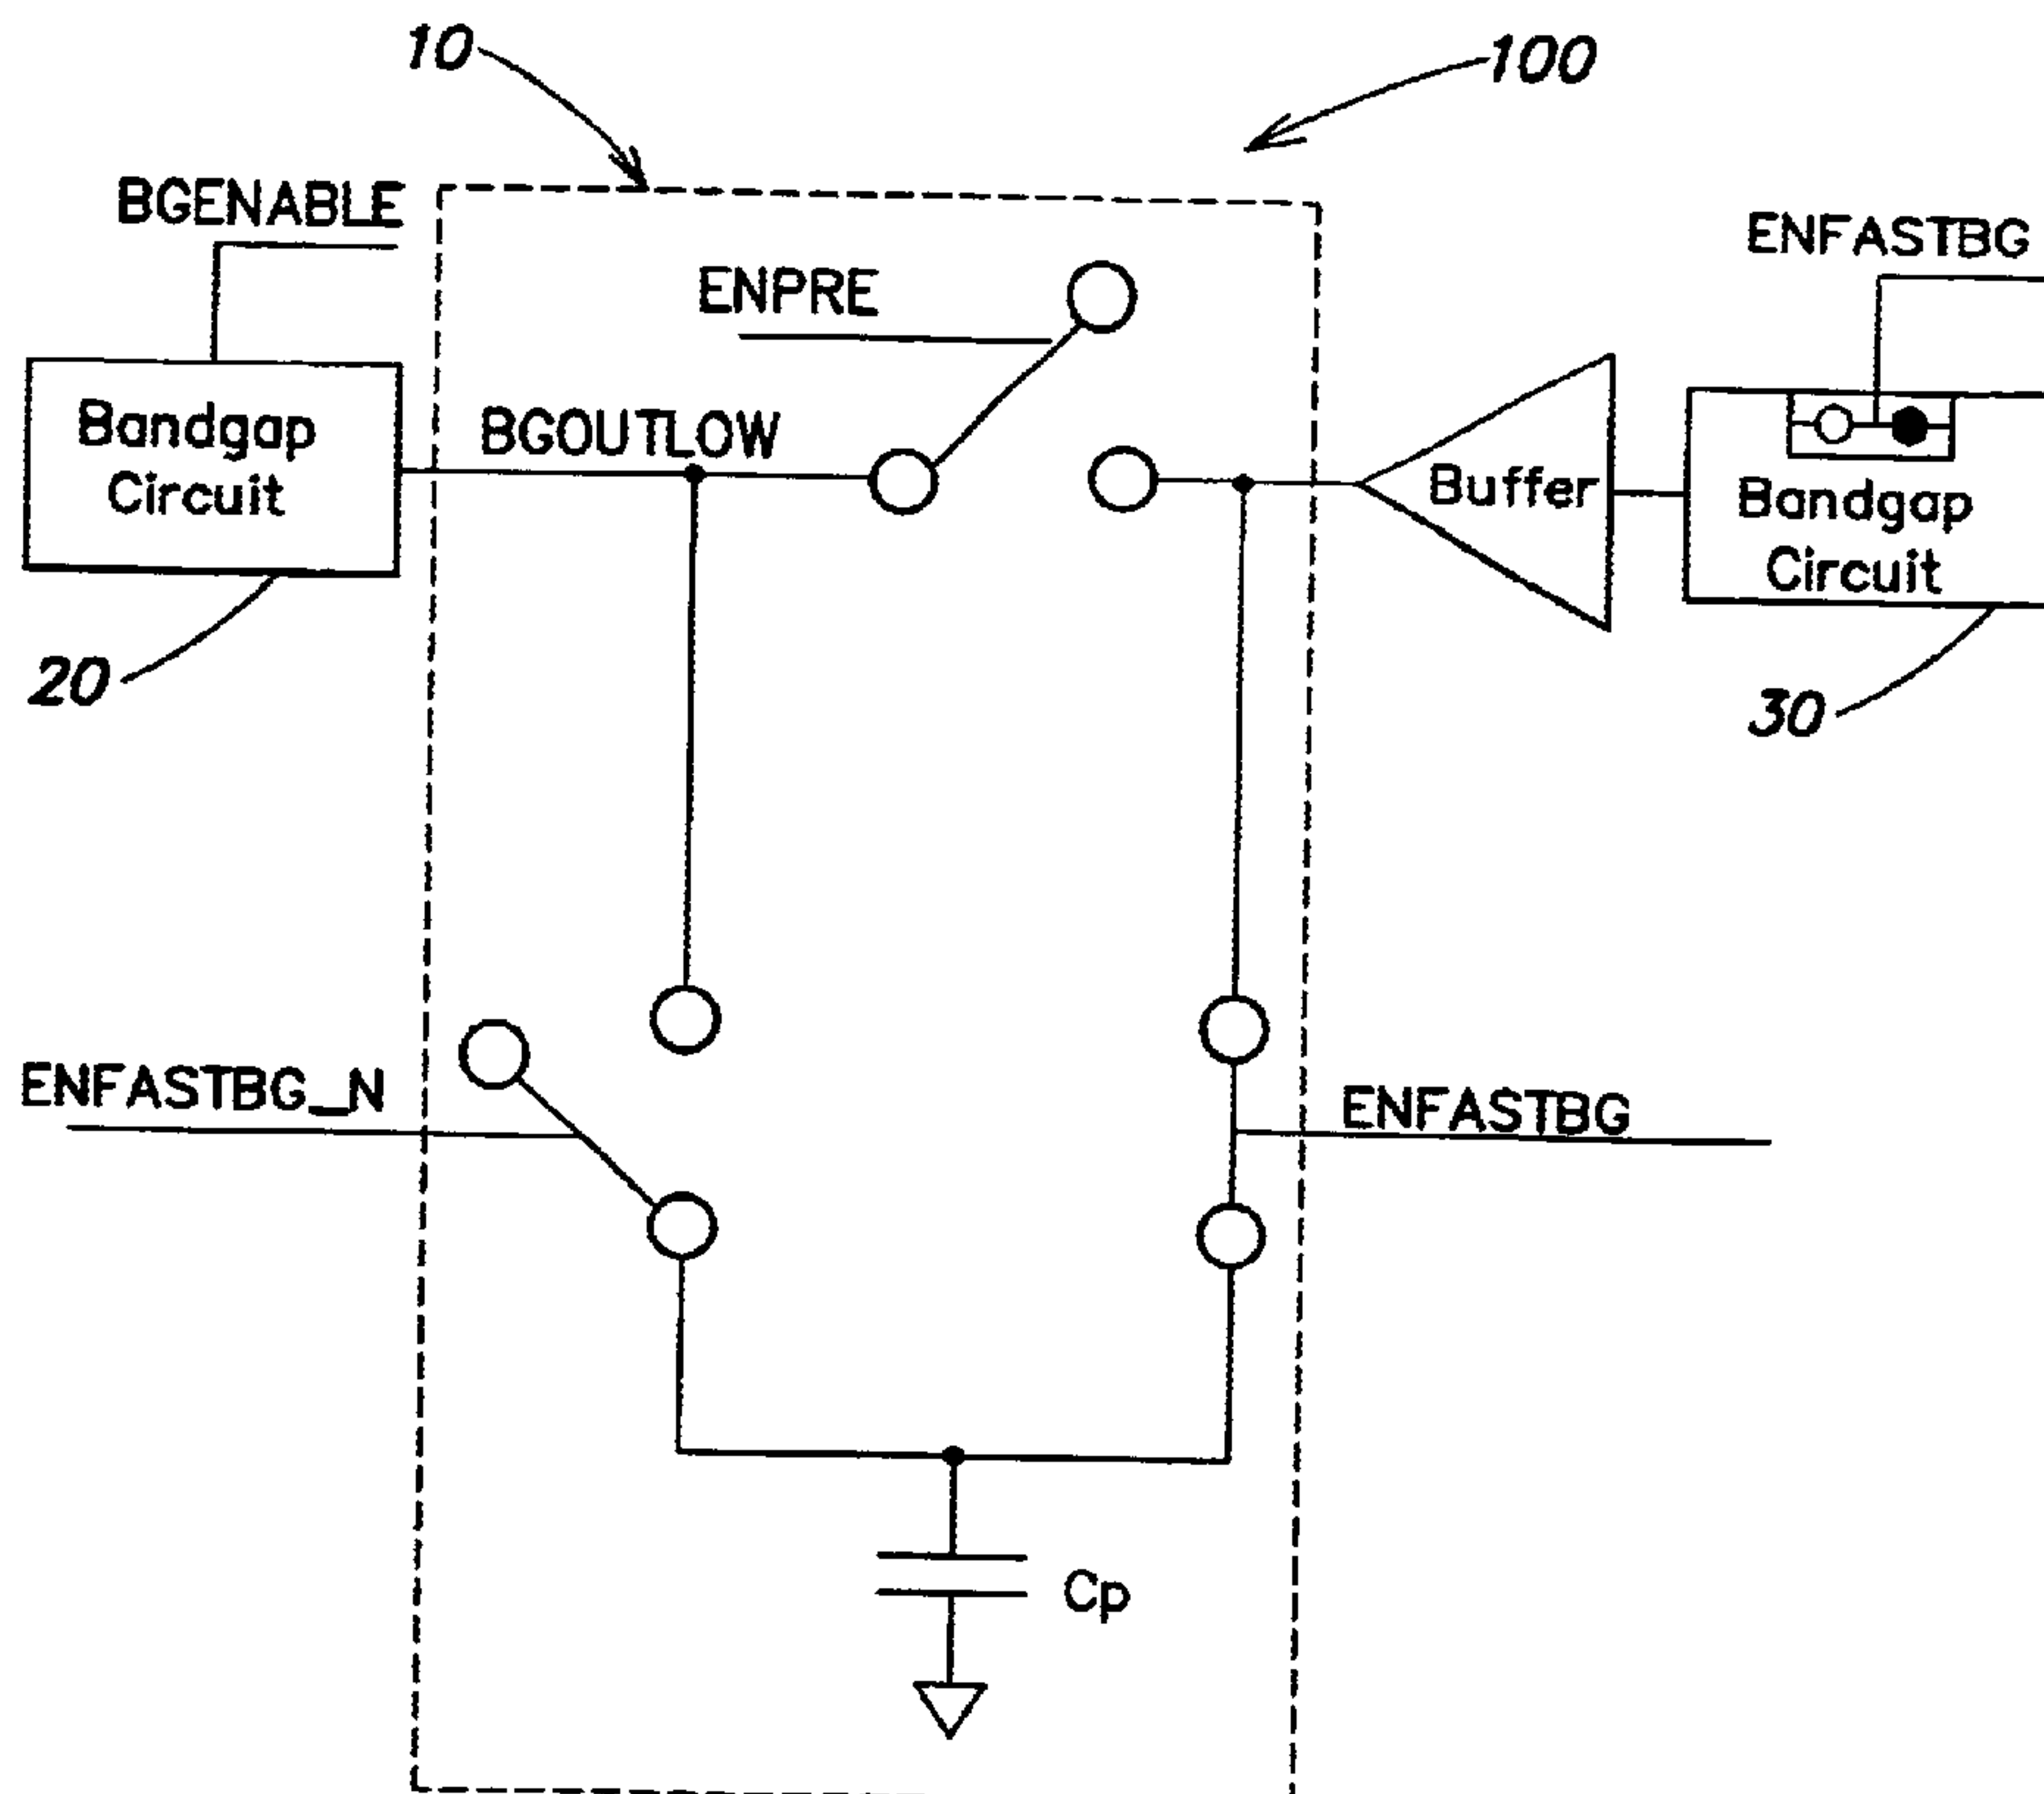 10
100
BGENABLE
ENFASTBG
ENPRE
Bandgap
Circuit
BGOUTLOW
Buffer
Bandgap
Circuit
20
30
ENFASTBG_N
ENFASTBG
Cp